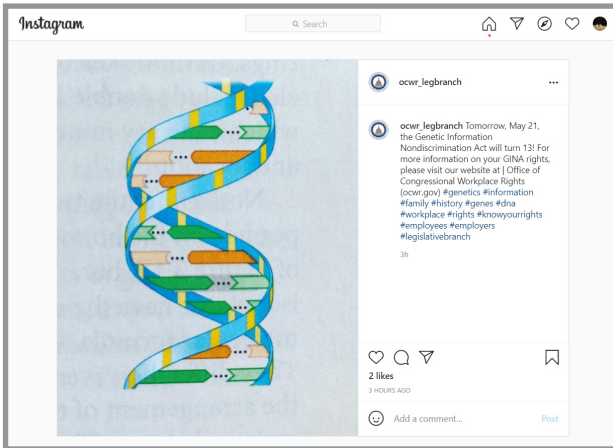 Instagram
Search
ocwr_legbranch
ocwr_legbranch Tomorrow, May 21,
the Genetic Information
Nondiscrimination Act will turn 13! For
more information on your GINA rights,
please visit our website at | Office of
Congressional Workplace Rights
(ocwr.gov) #genetics #information
#family #history #genes #dna
#workplace #rights #knowyourrights
#employees #employers
#legislativebranch
3h
2 likes
3 HOURS AGO
Add a comment...
Post